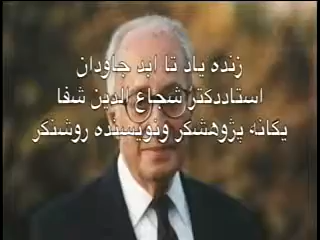 زنده یاد تا ابد جاودان
استاددکتر شجاع الدین شفا
یگانه پژوهشگر ونویسنده روشنگر